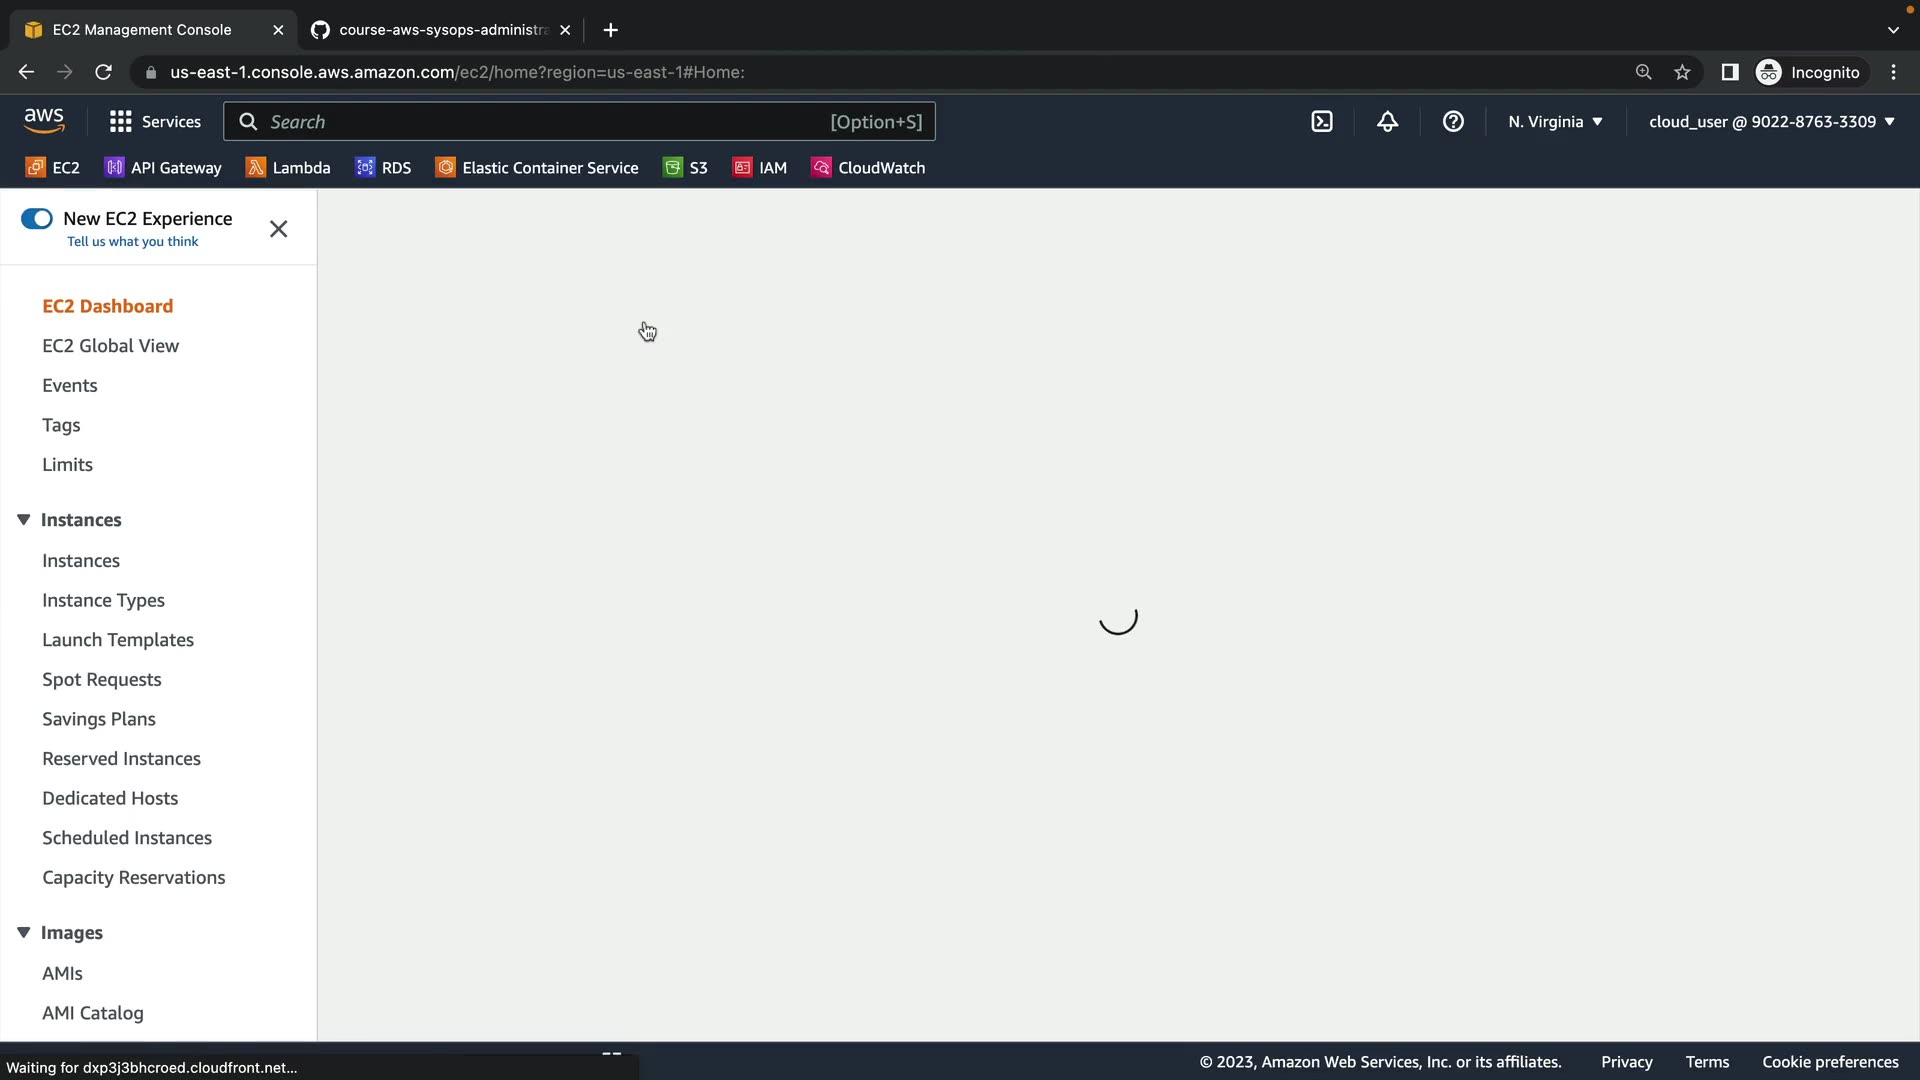 EC2 Management Console
course-aws-sysops-administra
us-east-1.console.aws.amazon.com/ec2/home?region=us-east-1#Home:
Incognito
aws
Services
Search
[Option+S]
N. Virginia
cloud_user @ 9022-8763-3309
EC2
API Gateway
Lambda
RDS
Elastic Container Service
S3
IAM
CloudWatch
New EC2 Experience
Tell us what you think
EC2 Dashboard
EC2 Global View
Events
Tags
Limits
Instances
Instances
Instance Types
Launch Templates
Spot Requests
Savings Plans
Reserved Instances
Dedicated Hosts
Scheduled Instances
Capacity Reservations
Images
AMIs
AMI Catalog
Waiting for dxp3j3bhcroed.cloudfront.net...
© 2023, Amazon Web Services, Inc. or its affiliates.
Privacy
Terms
Cookie preferences